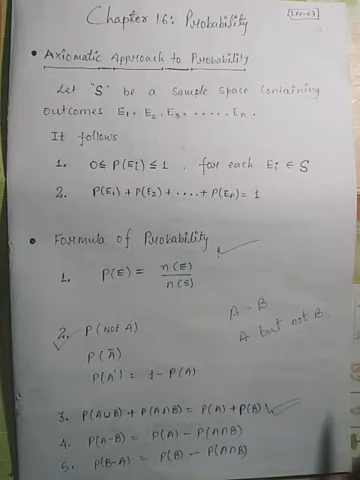 Chapter 16: Probability
Lec-03
• Axiomatic Approach to Probability
Let "S" be a sample space containing
outcomes E₁, E₂, E₃, ....., Eₙ.
It follows
1. 0 ≤ P(Eᵢ) ≤ 1, for each Eᵢ ∈ S
2. P(E₁) + P(E₂) + .... + P(Eₙ) = 1
• Formula of Probability
1. P(E) = n(E)/n(S)
A - B
A but not B.
2. P(Not A)
P(Ā)
P(A') = 1 - P(A)
3. P(A∪B) + P(A∩B) = P(A) + P(B)
4. P(A-B) = P(A) - P(A∩B)
5. P(B-A) = P(B) - P(A∩B)